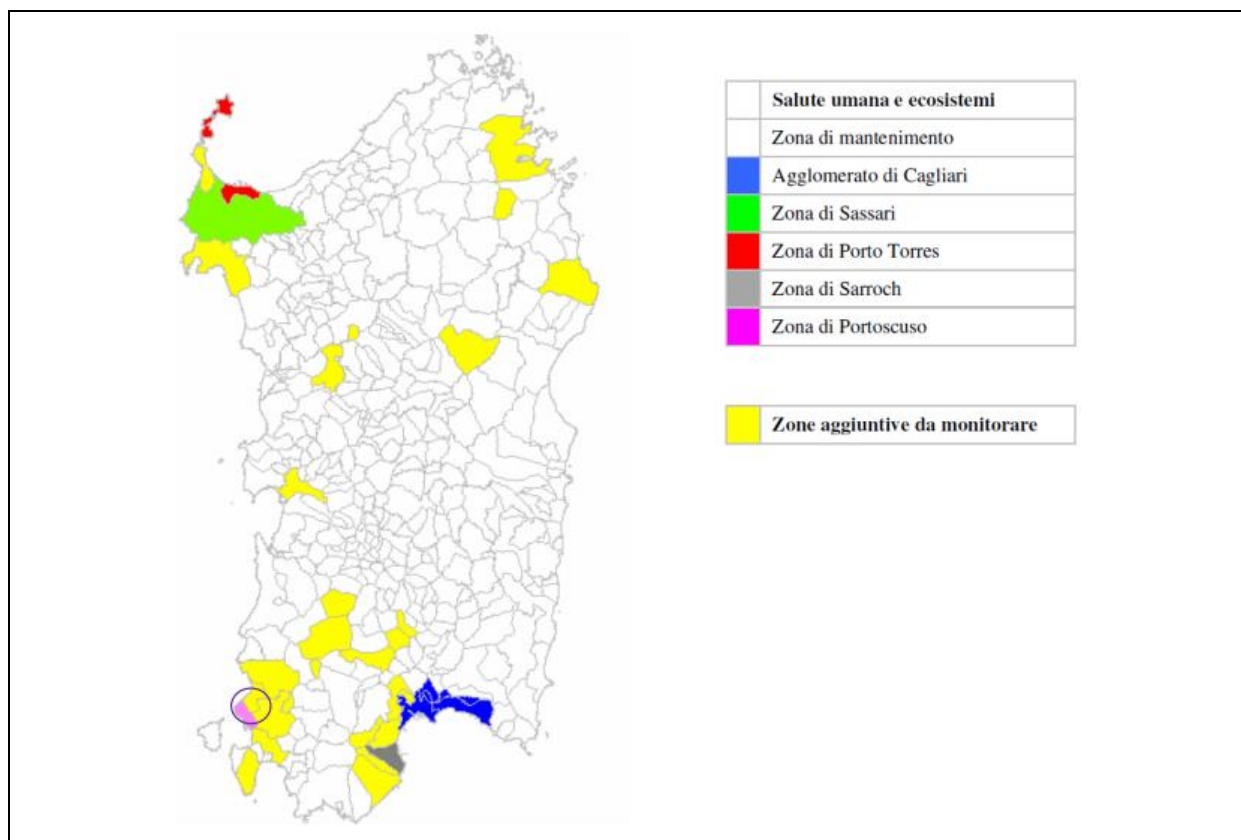 Salute umana e ecosistemi
Zona di mantenimento
Agglomerato di Cagliari
Zona di Sassari
Zona di Porto Torres
Zona di Sarroch
Zona di Portoscuso
Zone aggiuntive da monitorare